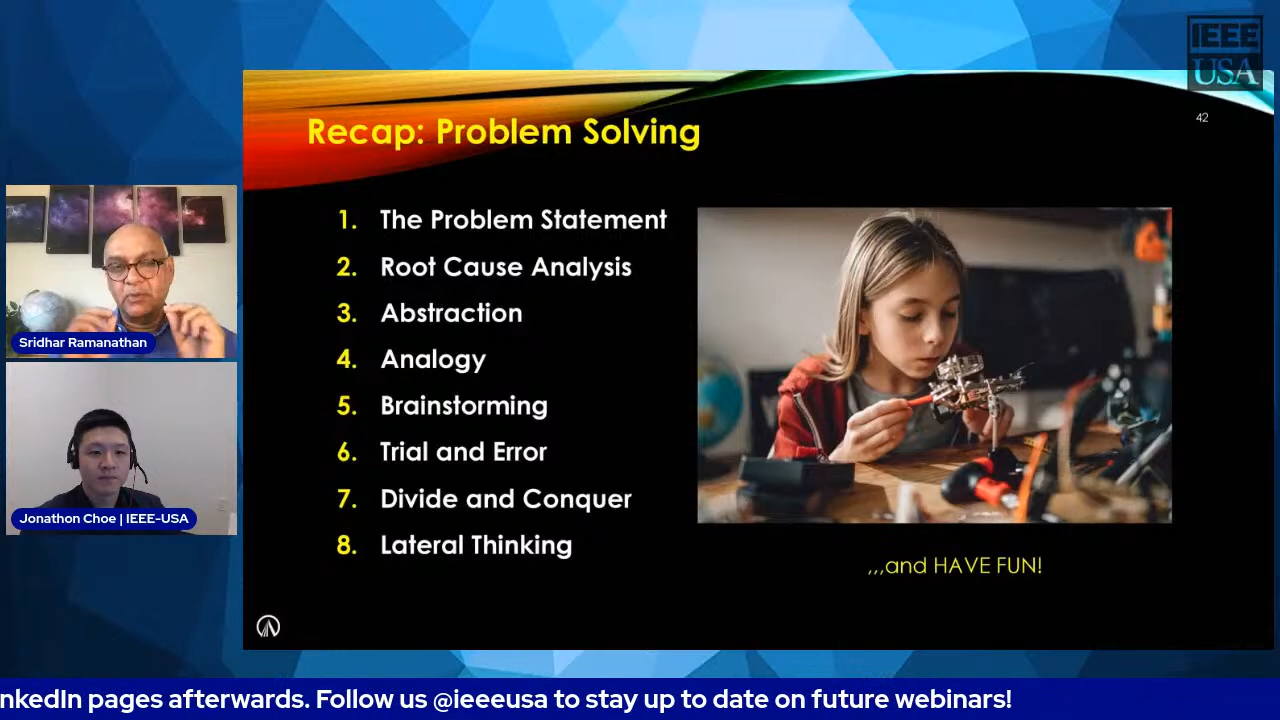 IEEE
USA
42
Recap: Problem Solving
1. The Problem Statement
2. Root Cause Analysis
3. Abstraction
4. Analogy
5. Brainstorming
6. Trial and Error
7. Divide and Conquer
8. Lateral Thinking
,,,and HAVE FUN!
Sridhar Ramanathan
Jonathon Choe | IEEE-USA
nkedIn pages afterwards. Follow us @ieeeusa to stay up to date on future webinars!